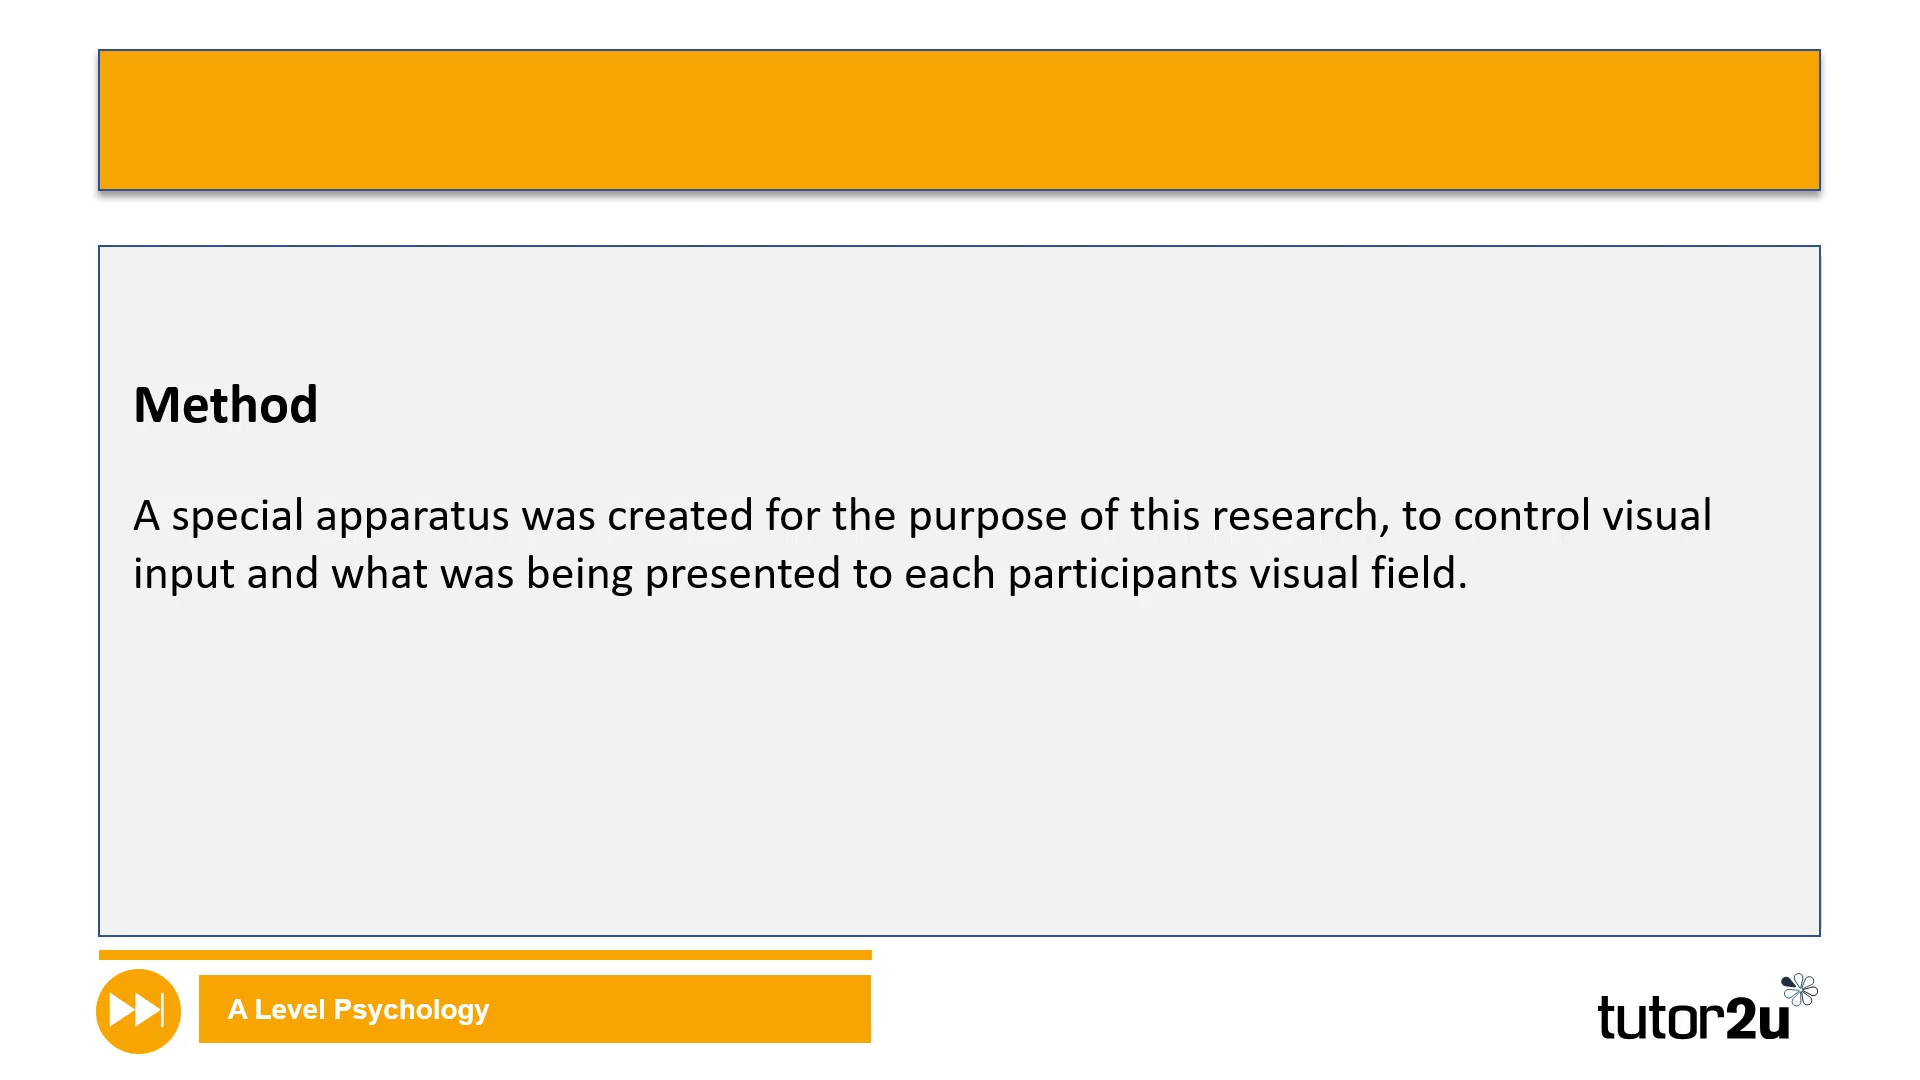 Method
A special apparatus was created for the purpose of this research, to control visual
input and what was being presented to each participants visual field.
A Level Psychology
tutor2u